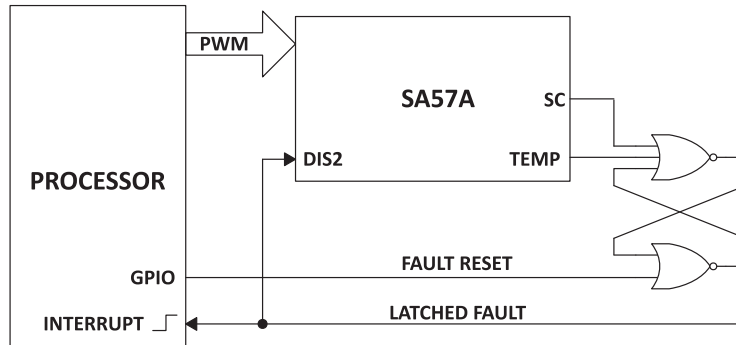 PWM
SA57A
SC
DIS2
TEMP
PROCESSOR
GPIO
FAULT RESET
INTERRUPT
LATCHED FAULT